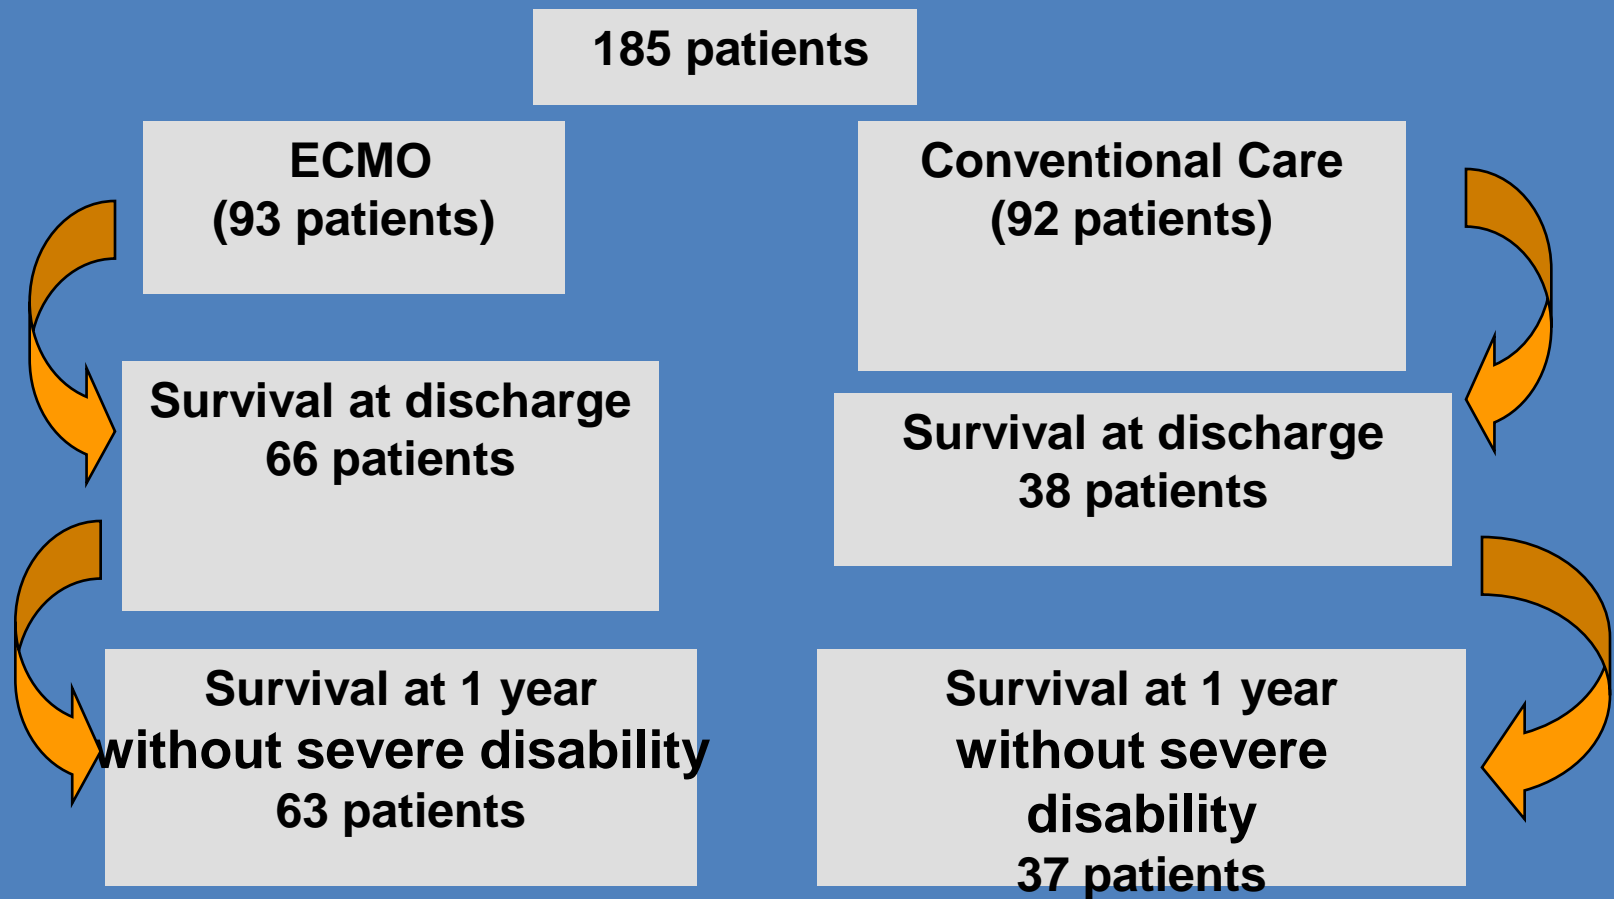 185 patients
ECMO
(93 patients)
Conventional Care
(92 patients)
Survival at discharge
66 patients
Survival at discharge
38 patients
Survival at 1 year
without severe disability
63 patients
Survival at 1 year
without severe
disability
37 patients